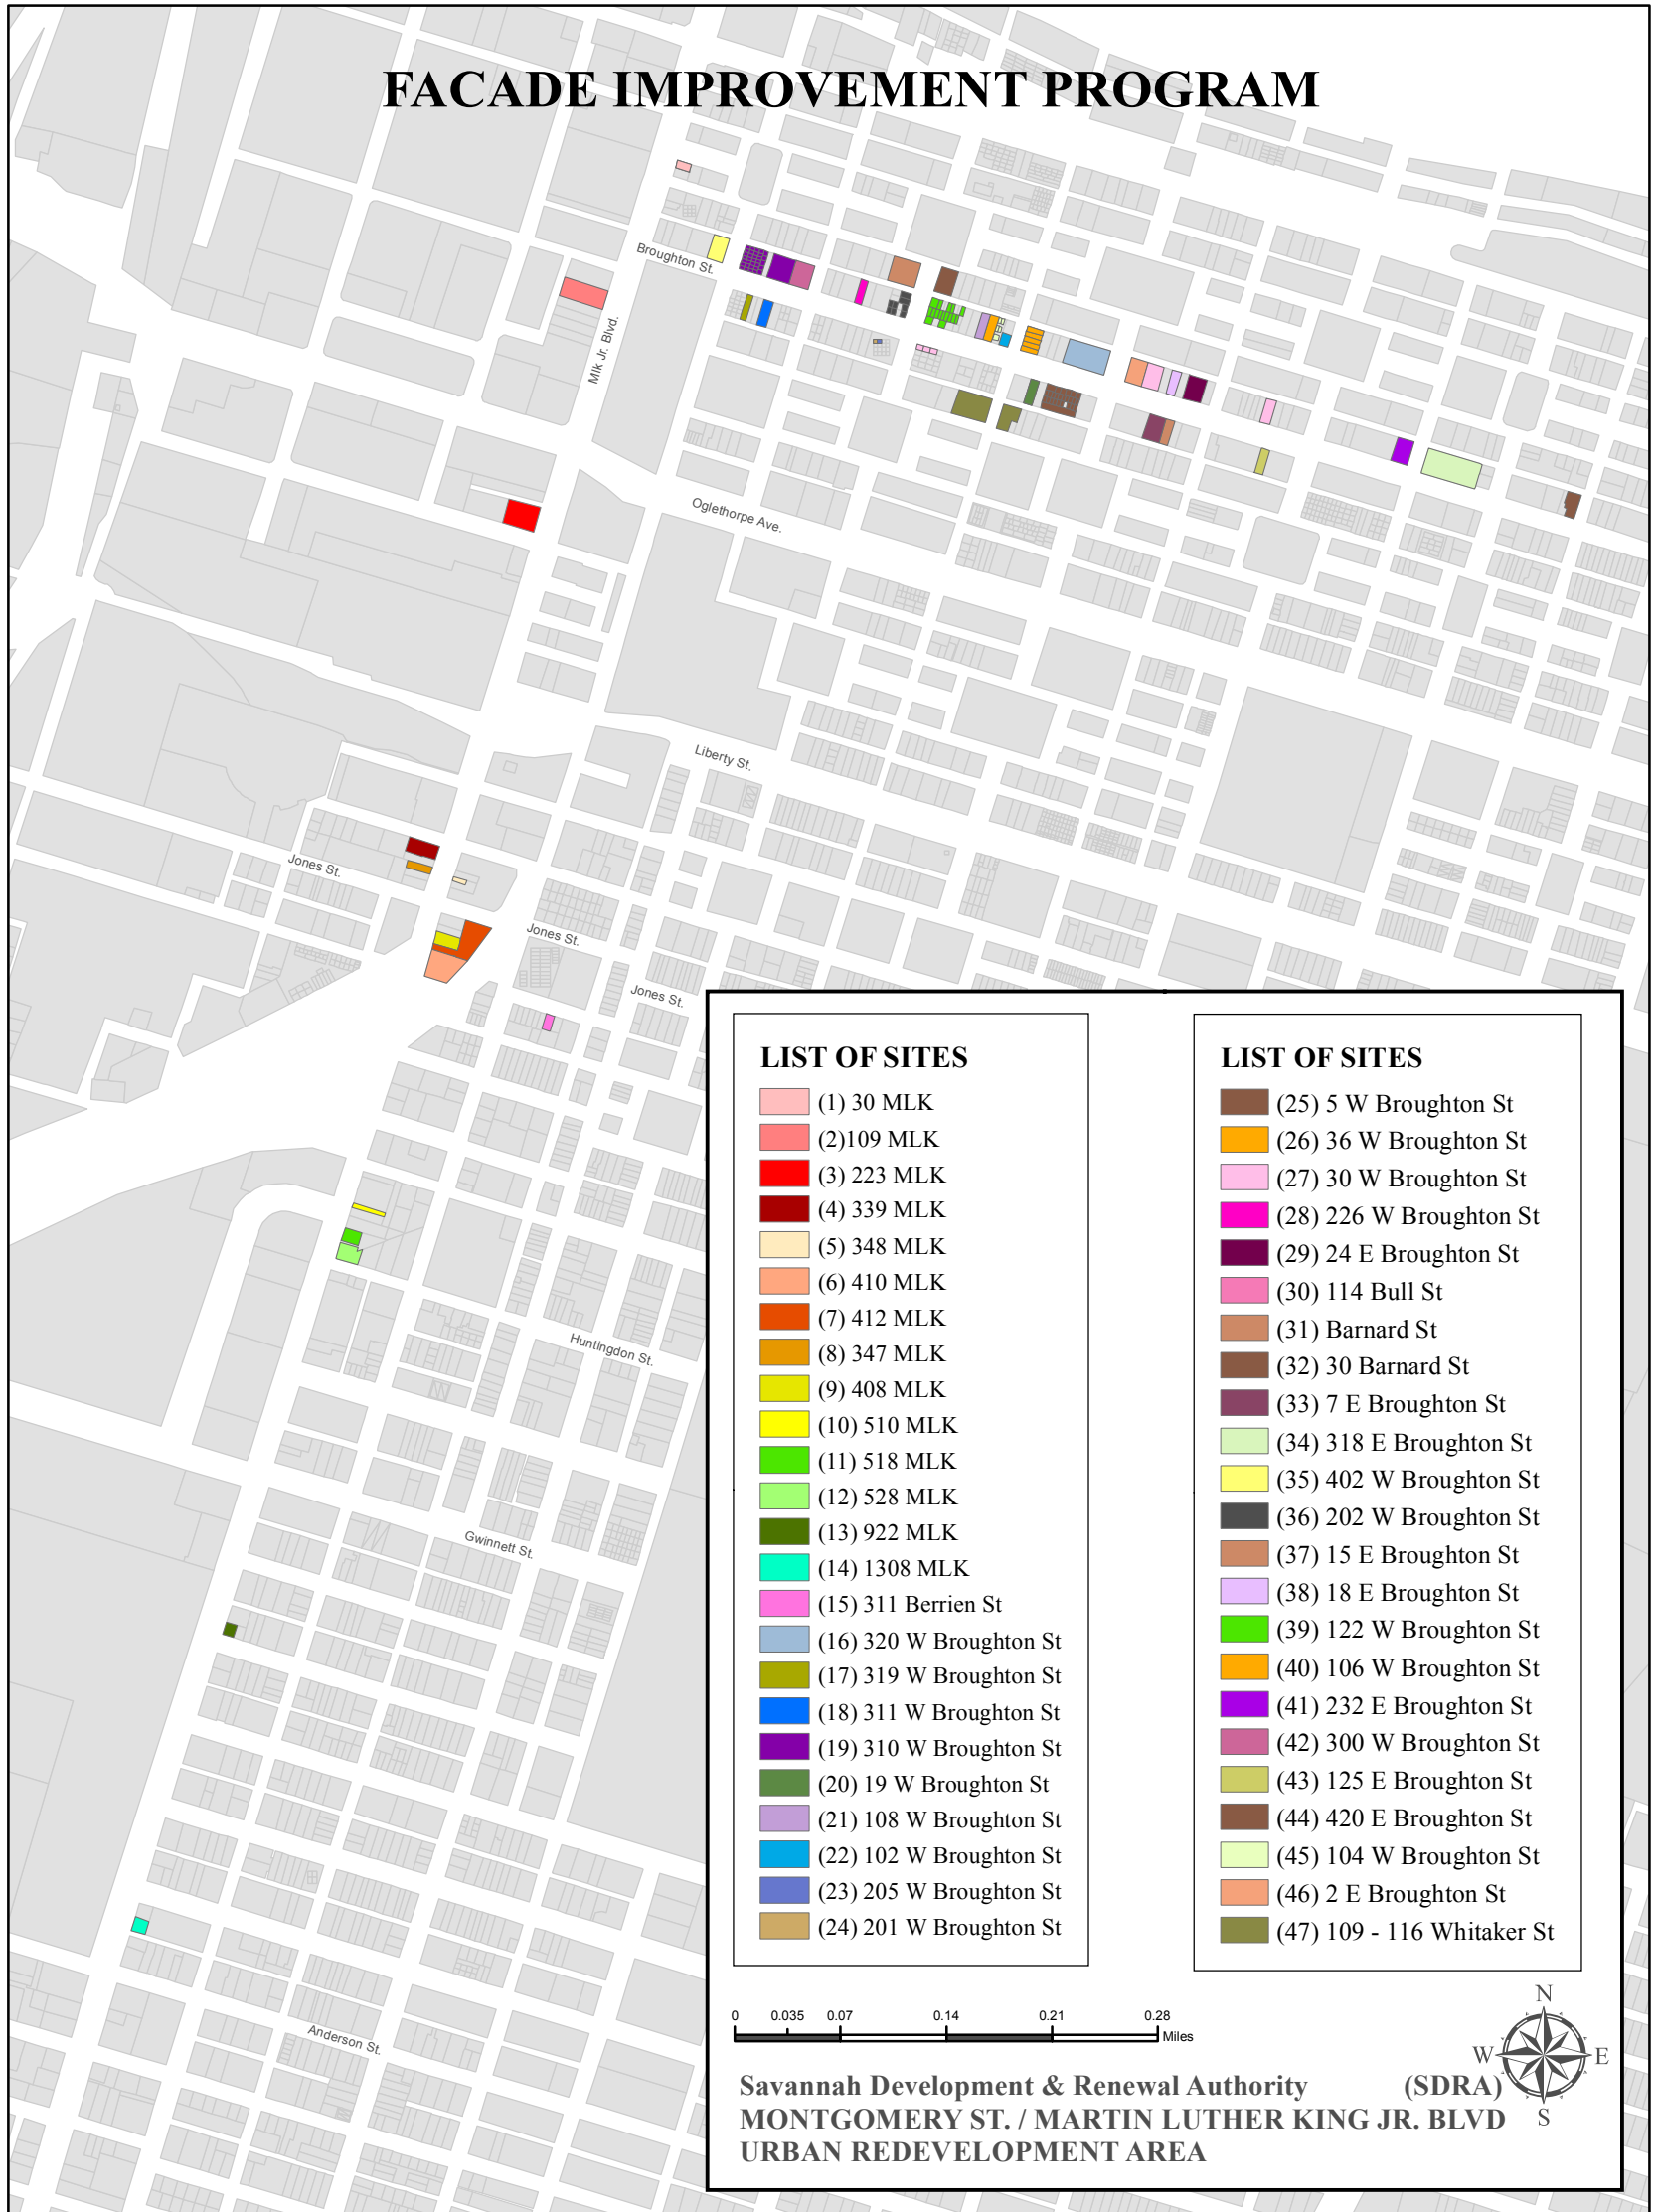 FACADE IMPROVEMENT PROGRAM
Broughton St.
Mlk Jr. Blvd.
Oglethorpe Ave.
Liberty St.
Jones St.
Jones St.
Jones St.
Huntingdon St.
Gwinnett St.
Anderson St.
LIST OF SITES
(1) 30 MLK
(2)109 MLK
(3) 223 MLK
(4) 339 MLK
(5) 348 MLK
(6) 410 MLK
(7) 412 MLK
(8) 347 MLK
(9) 408 MLK
(10) 510 MLK
(11) 518 MLK
(12) 528 MLK
(13) 922 MLK
(14) 1308 MLK
(15) 311 Berrien St
(16) 320 W Broughton St
(17) 319 W Broughton St
(18) 311 W Broughton St
(19) 310 W Broughton St
(20) 19 W Broughton St
(21) 108 W Broughton St
(22) 102 W Broughton St
(23) 205 W Broughton St
(24) 201 W Broughton St
LIST OF SITES
(25) 5 W Broughton St
(26) 36 W Broughton St
(27) 30 W Broughton St
(28) 226 W Broughton St
(29) 24 E Broughton St
(30) 114 Bull St
(31) Barnard St
(32) 30 Barnard St
(33) 7 E Broughton St
(34) 318 E Broughton St
(35) 402 W Broughton St
(36) 202 W Broughton St
(37) 15 E Broughton St
(38) 18 E Broughton St
(39) 122 W Broughton St
(40) 106 W Broughton St
(41) 232 E Broughton St
(42) 300 W Broughton St
(43) 125 E Broughton St
(44) 420 E Broughton St
(45) 104 W Broughton St
(46) 2 E Broughton St
(47) 109 - 116 Whitaker St
0 0.035 0.07 0.14 0.21 0.28
Miles
N
W E
S
Savannah Development & Renewal Authority (SDRA)
MONTGOMERY ST. / MARTIN LUTHER KING JR. BLVD
URBAN REDEVELOPMENT AREA